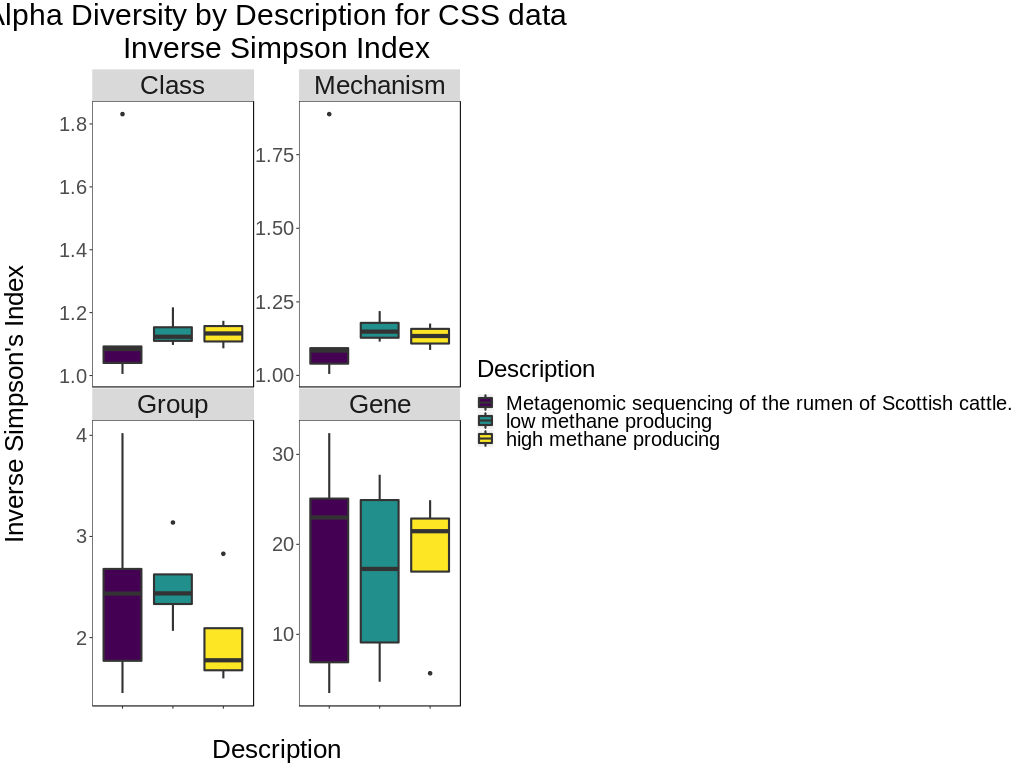 Alpha Diversity by Description for CSS data
Inverse Simpson Index
Class
Mechanism
1.8
1.6
1.4
1.2
1.0
1.75
1.50
1.25
1.00
Group
Gene
4
3
2
30
20
10
Inverse Simpson's Index
Description
Description
Metagenomic sequencing of the rumen of Scottish cattle.
low methane producing
high methane producing